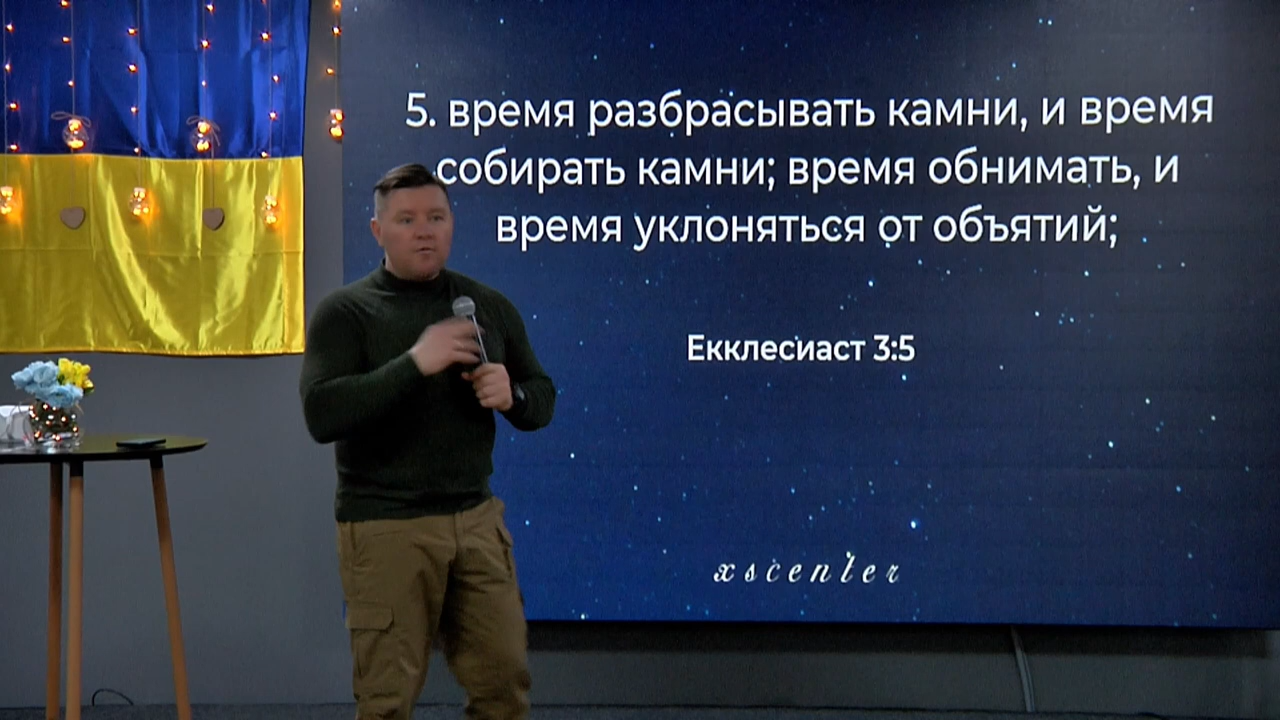 5. время разбрасывать камни, и время
собирать камни; время обнимать, и
время уклоняться от объятий;
Екклесиаст 3:5
xscenter